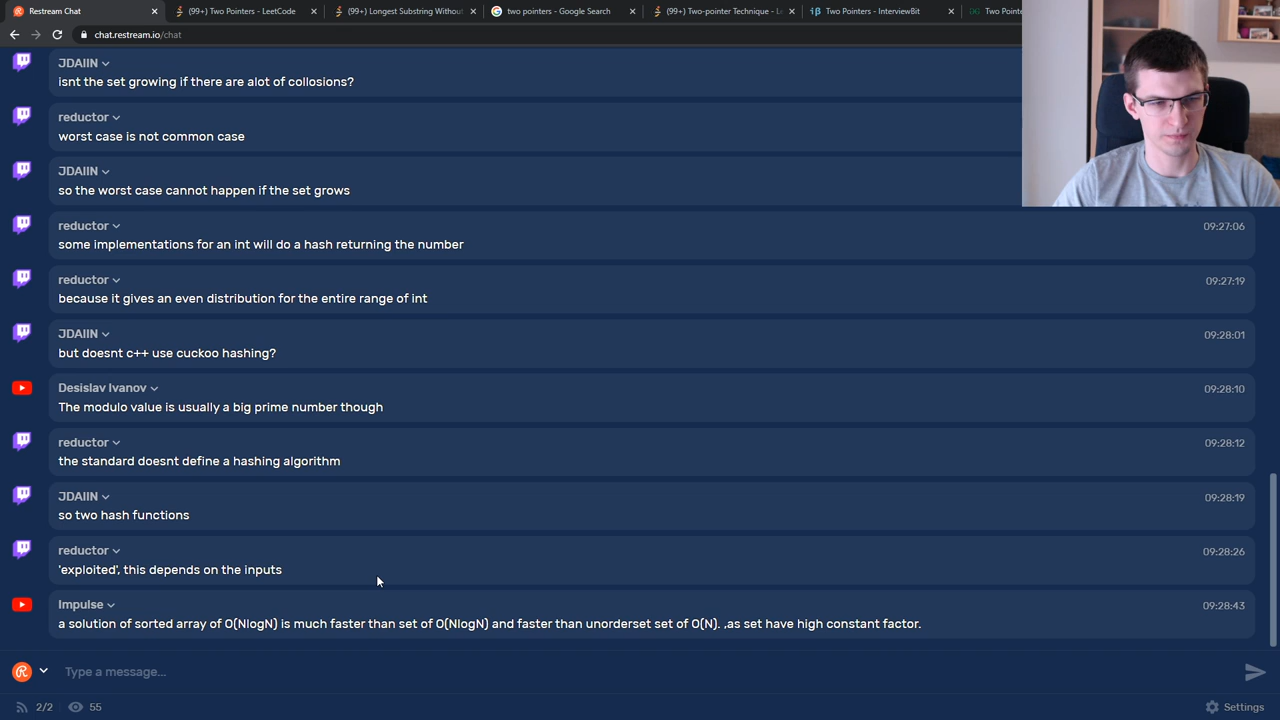 Restream Chat
(99+) Two Pointers - LeetCode
(99+) Longest Substring Withou
two pointers - Google Search
(99+) Two-pointer Technique - L
Two Pointers - InterviewBit
Two Point
chat.restream.io/chat
JDAIIN
isnt the set growing if there are alot of collosions?
reductor
worst case is not common case
JDAIIN
so the worst case cannot happen if the set grows
reductor
09:27:06
some implementations for an int will do a hash returning the number
reductor
09:27:19
because it gives an even distribution for the entire range of int
JDAIIN
09:28:01
but doesnt c++ use cuckoo hashing?
Desislav Ivanov
09:28:10
The modulo value is usually a big prime number though
reductor
09:28:12
the standard doesnt define a hashing algorithm
JDAIIN
09:28:19
so two hash functions
reductor
09:28:26
'exploited', this depends on the inputs
Impulse
09:28:43
a solution of sorted array of O(NlogN) is much faster than set of O(NlogN) and faster than unorderset set of O(N). ,as set have high constant factor.
Type a message...
2/2
55
Settings